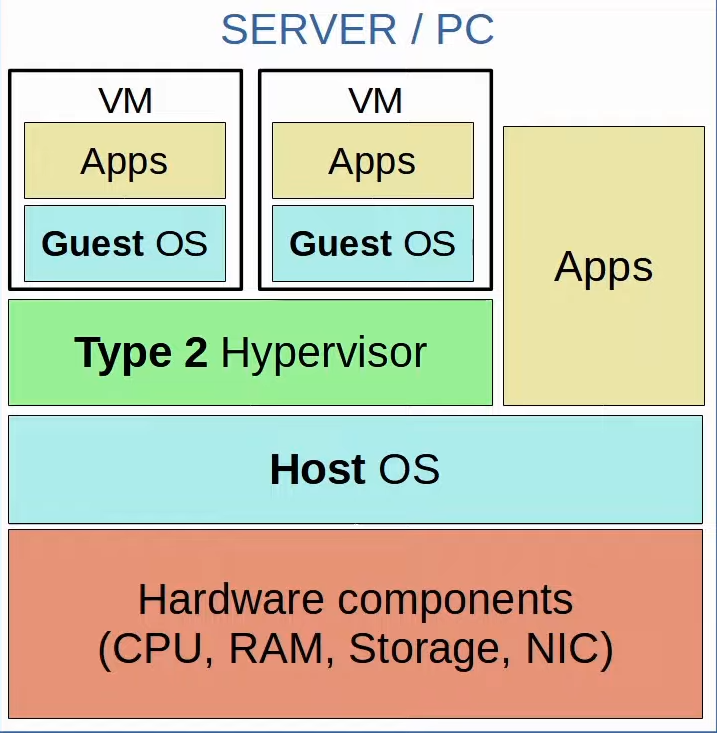 SERVER / PC
VM
Apps
Guest OS
VM
Apps
Guest OS
Apps
Type 2 Hypervisor
Host OS
Hardware components
(CPU, RAM, Storage, NIC)